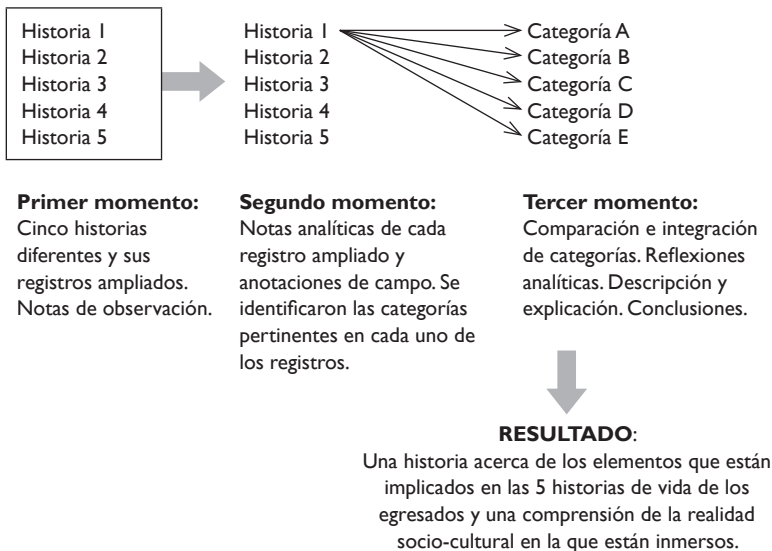 Historia 1
Historia 2
Historia 3
Historia 4
Historia 5
Historia 1
Historia 2
Historia 3
Historia 4
Historia 5
Categoría A
Categoría B
Categoría C
Categoría D
Categoría E
Primer momento:
Cinco historias
diferentes y sus
registros ampliados.
Notas de observación.
Segundo momento:
Notas analíticas de cada
registro ampliado y
anotaciones de campo. Se
identificaron las categorías
pertinentes en cada uno de
los registros.
Tercer momento:
Comparación e integración
de categorías. Reflexiones
analíticas. Descripción y
explicación. Conclusiones.
RESULTADO:
Una historia acerca de los elementos que están
implicados en las 5 historias de vida de los
egresados y una comprensión de la realidad
socio-cultural en la que están inmersos.